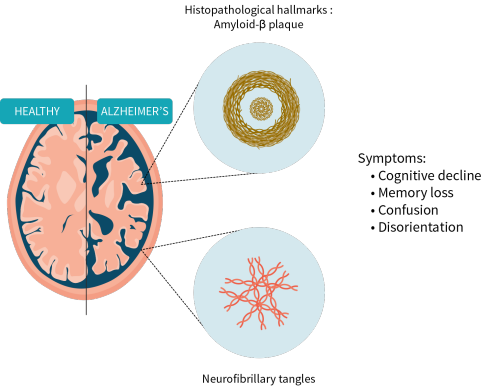 Histopathological hallmarks :
Amyloid-β plaque
HEALTHY
ALZHEIMER'S
Symptoms:
• Cognitive decline
• Memory loss
• Confusion
• Disorientation
Neurofibrillary tangles